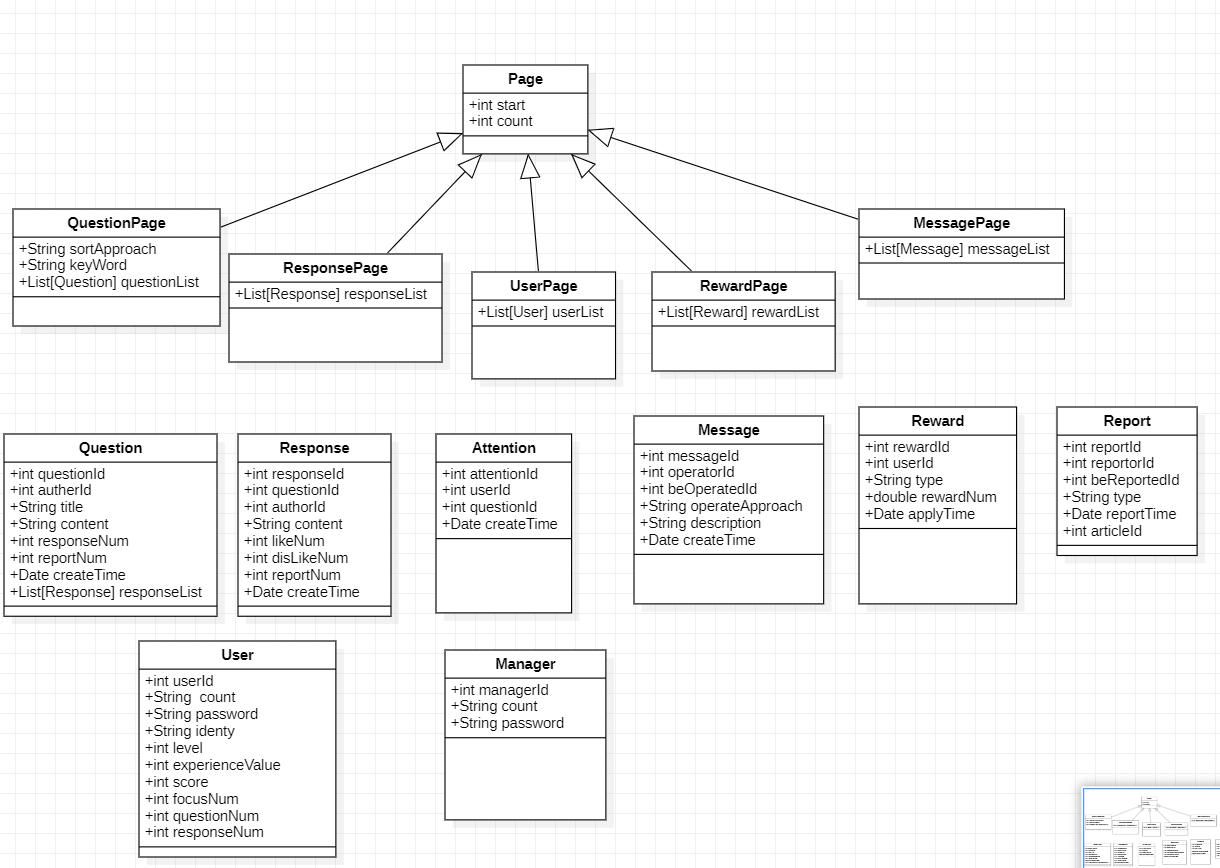 Page
+int start
+int count
QuestionPage
+String sortApproach
+String keyWord
+List[Question] questionList
ResponsePage
+List[Response] responseList
UserPage
+List[User] userList
RewardPage
+List[Reward] rewardList
MessagePage
+List[Message] messageList
Question
+int questionId
+int autherId
+String title
+String content
+int responseNum
+int reportNum
+Date createTime
+List[Response] responseList
Response
+int responseId
+int questionId
+int authorId
+String content
+int likeNum
+int disLikeNum
+int reportNum
+Date createTime
Attention
+int attentionId
+int userId
+int questionId
+Date createTime
Message
+int messageId
+int operatorId
+int beOperatedId
+String operateApproach
+String description
+Date createTime
Reward
+int rewardId
+int userId
+String type
+double rewardNum
+Date applyTime
Report
+int reportId
+int reportorId
+int beReportedId
+String type
+Date reportTime
+int articleId
User
+int userId
+String  count
+String password
+String identy
+int level
+int experienceValue
+int score
+int focusNum
+int questionNum
+int responseNum
Manager
+int managerId
+String count
+String password